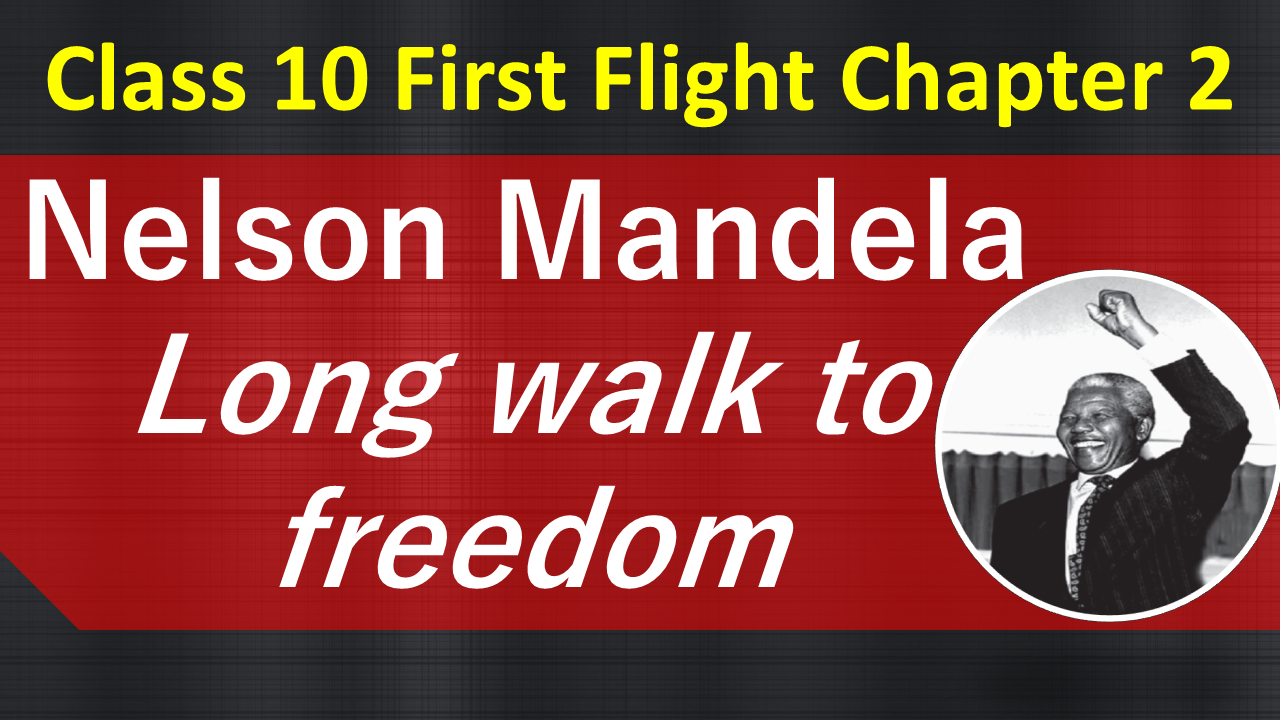 Class 10 First Flight Chapter 2
Nelson Mandela
Long walk to
freedom